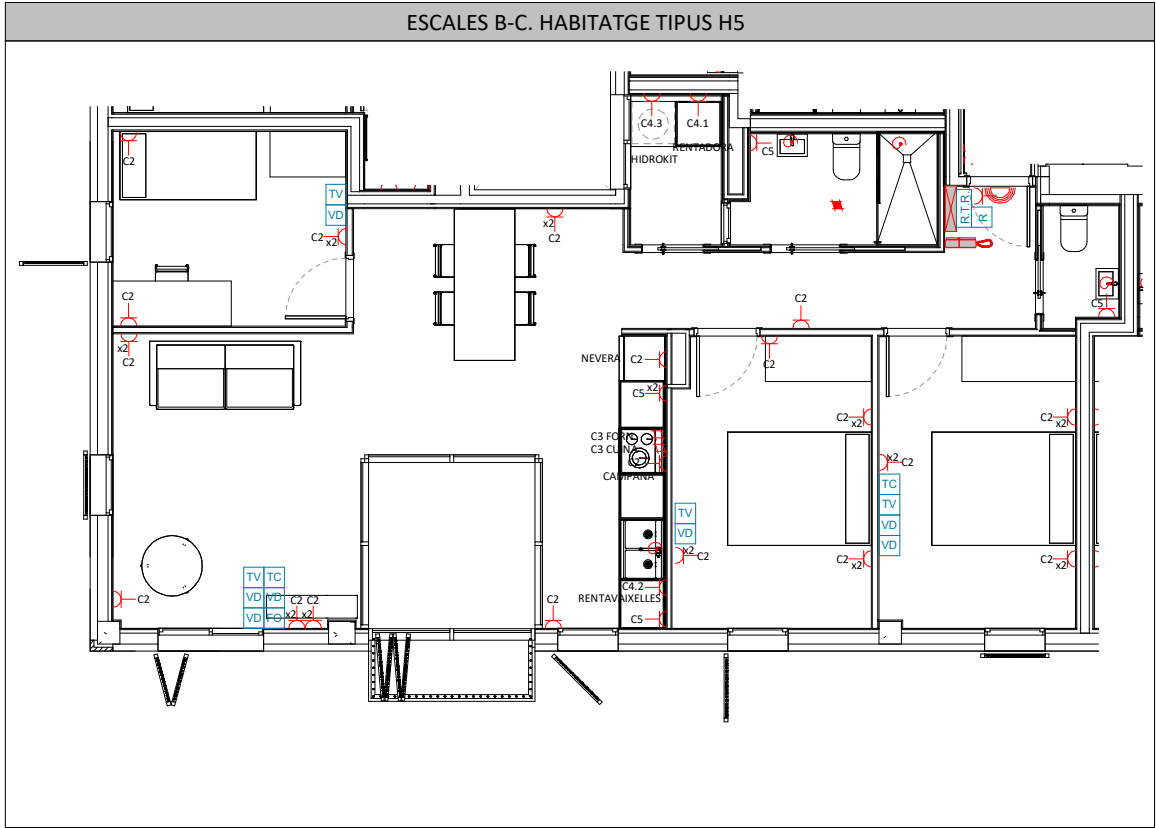 ESCALES B-C. HABITATGE TIPUS H5
C4.3
C4.1
RENTADORA
HIDROKIT
C5
C2
TV
VD
C2
x2
x2
C2
R.T.R.
R
C5
C2
C2
x2
C2
C2
NEVERA
C2
C5
x2
C3 FORN
C3 CUINA
C2
CAMPANA
C2
x2
C2
x2
x2
C2
TC
TV
VD
VD
TV
VD
x2
C2
C2
x2
C2
x2
C2
TV
TC
VD
VD
VD
FO
C2
C2
x2
x2
C2
C4.2
RENTAVAIXELLES
C5